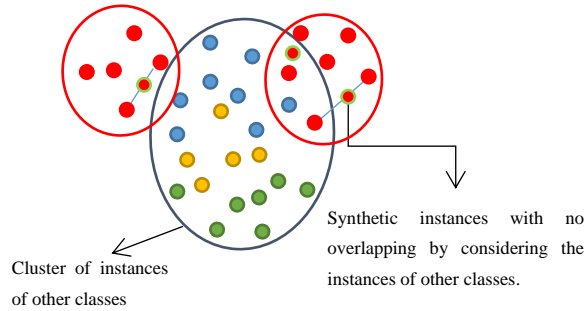 Synthetic instances with no
overlapping by considering the
instances of other classes.
Cluster of instances
of other classes